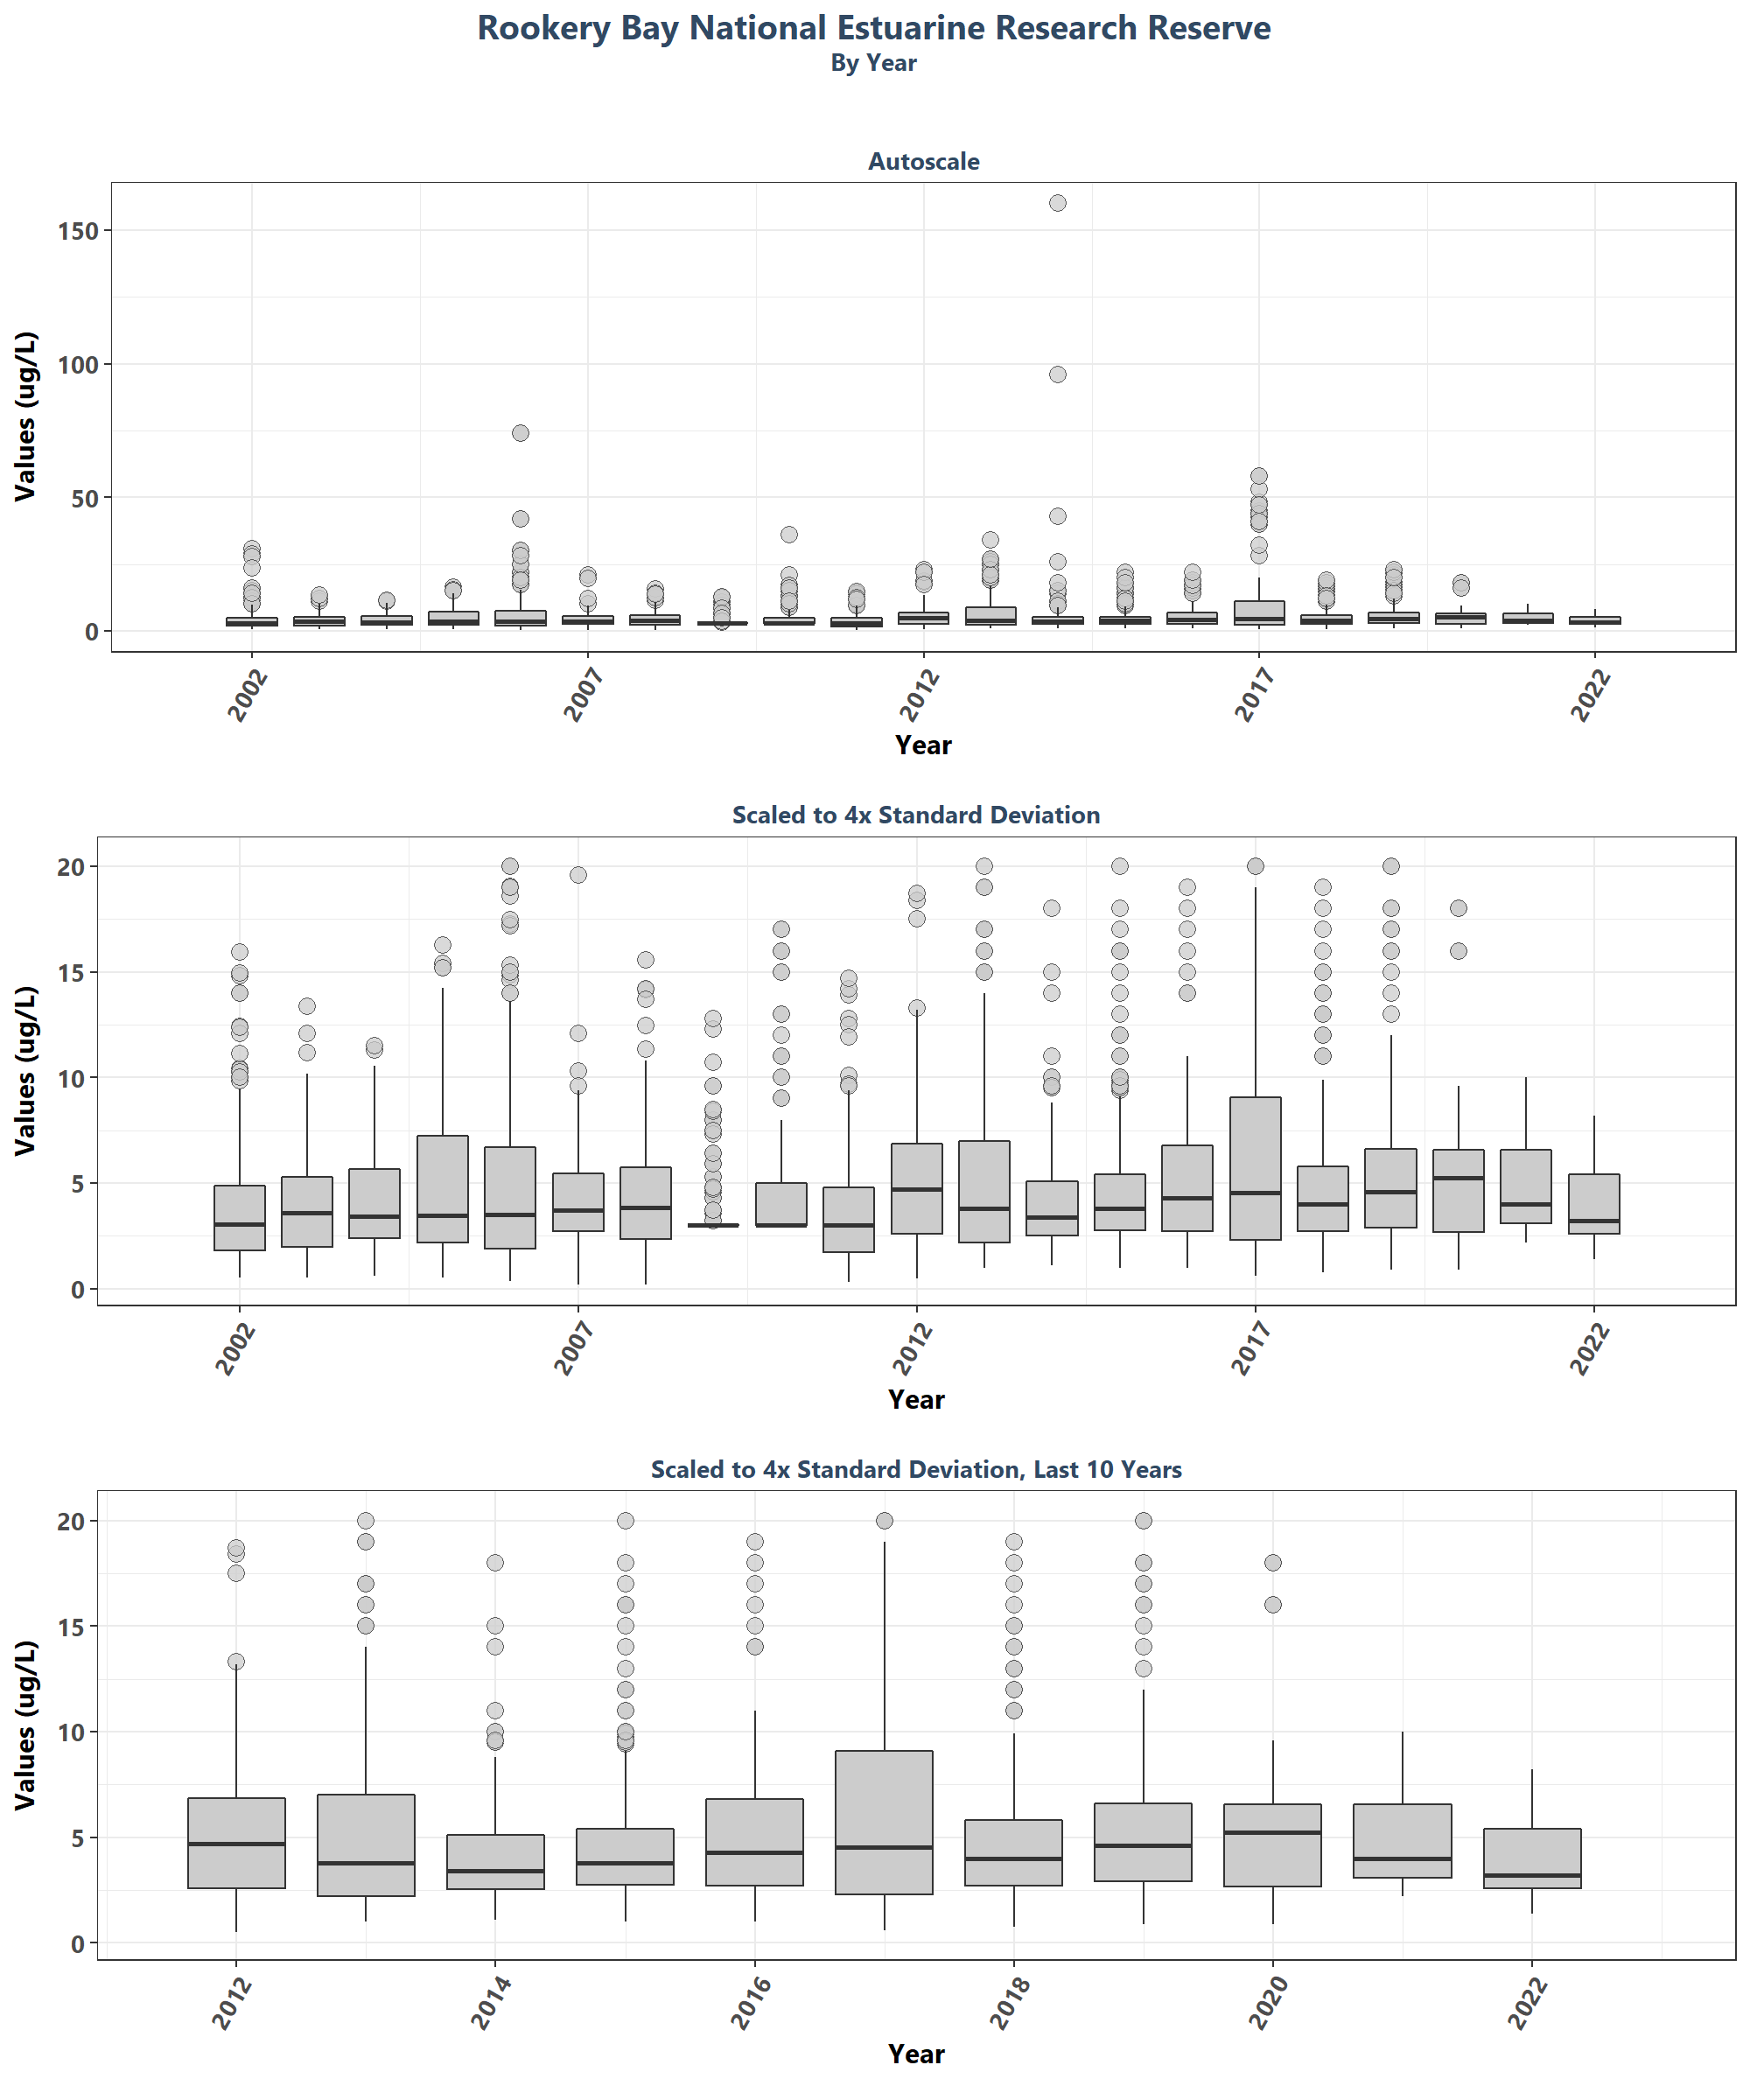 Rookery Bay National Estuarine Research Reserve
By Year
Autoscale
Values (ug/L)
150
100
50
0
2002
2007
2012
2017
2022
Year
Scaled to 4x Standard Deviation
Values (ug/L)
20
15
10
5
0
2002
2007
2012
2017
2022
Year
Scaled to 4x Standard Deviation, Last 10 Years
Values (ug/L)
20
15
10
5
0
2012
2014
2016
2018
2020
2022
Year